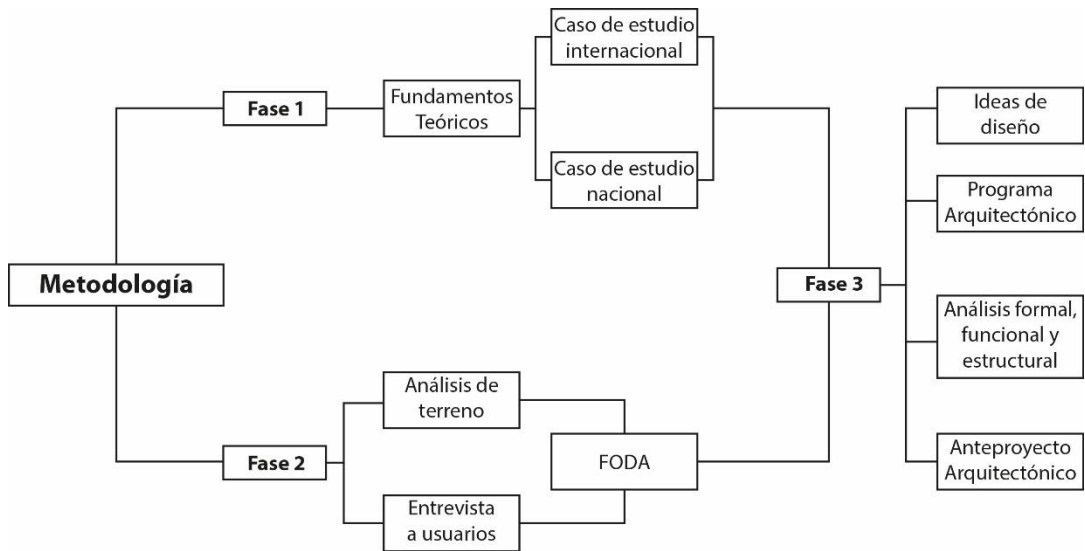 Metodología
Fase 1
Fundamentos
Teóricos
Caso de estudio
internacional
Caso de estudio
nacional
Fase 2
Análisis de
terreno
Entrevista
a usuarios
FODA
Fase 3
Ideas de
diseño
Programa
Arquitectónico
Análisis formal,
funcional y
estructural
Anteproyecto
Arquitectónico